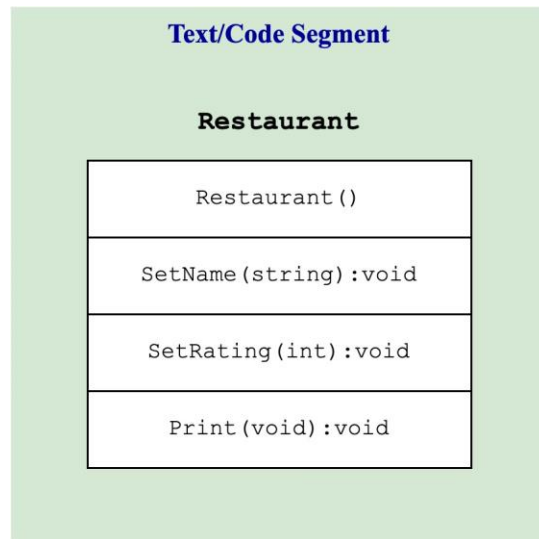 Text/Code Segment
Restaurant
Restaurant()
SetName(string):void
SetRating(int):void
Print(void):void